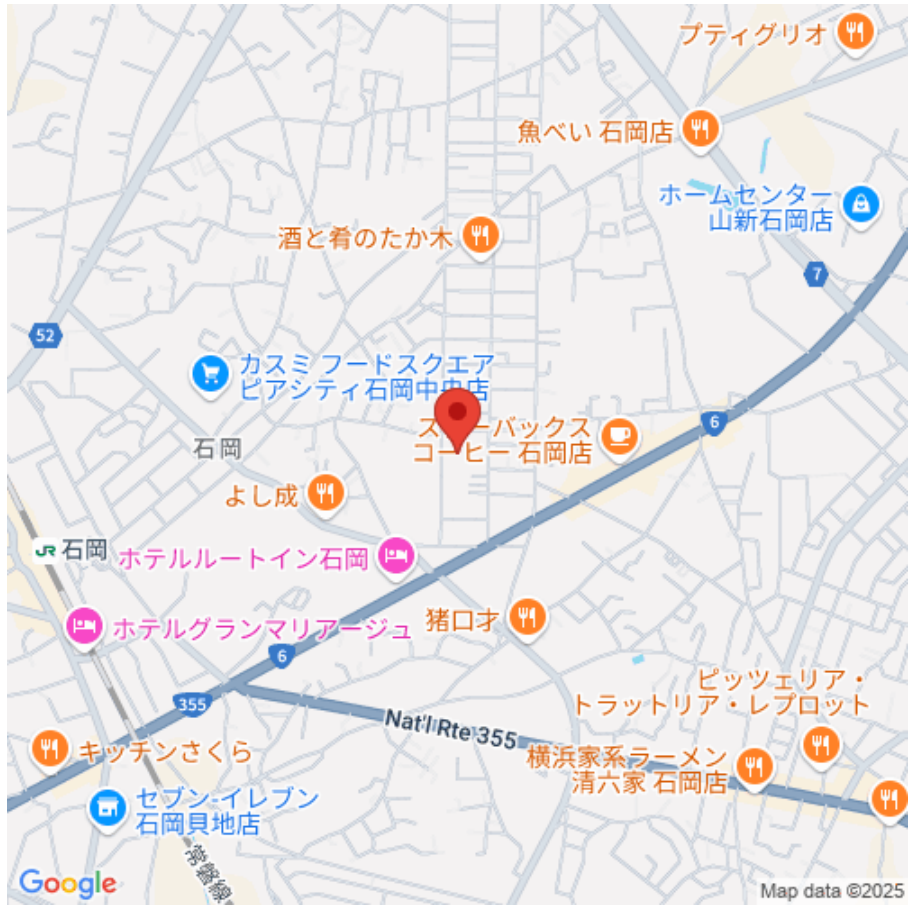 プティグリオ
魚べい 石岡店
ホームセンター
山新石岡店
酒と肴のたか木
7
52
カスミ フードスクエア
ピアシティ石岡中央店
6
スターバックス
コーヒー 石岡店
石岡
よし成
JR 石岡
ホテルルートイン石岡
猪口才
ホテルグランマリアージュ
6
ピッツェリア・
トラットリア・レプロット
355
Nat'l Rte 355
キッチンさくら
横浜家系ラーメン
清六家 石岡店
セブン-イレブン
石岡貝地店
常磐線
Google
Map data ©2025